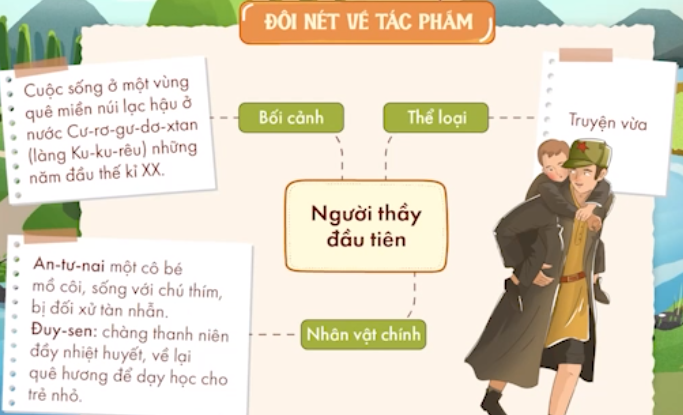 ĐÔI NÉT VỀ TÁC PHẨM
Cuộc sống ở một vùng
quê miền núi lạc hậu ở
nước Cư-rơ-gư-dơ-xtan
(làng Ku-ku-rêu) những
năm đầu thế kỉ XX.
Bối cảnh
Thể loại
Truyện vừa
Người thầy
đầu tiên
An-tư-nai một cô bé
mồ côi, sống với chú thím,
bị đối xử tàn nhẫn.
Đuy-sen: chàng thanh niên
đầy nhiệt huyết, về lại
quê hương để dạy học cho
trẻ nhỏ.
Nhân vật chính